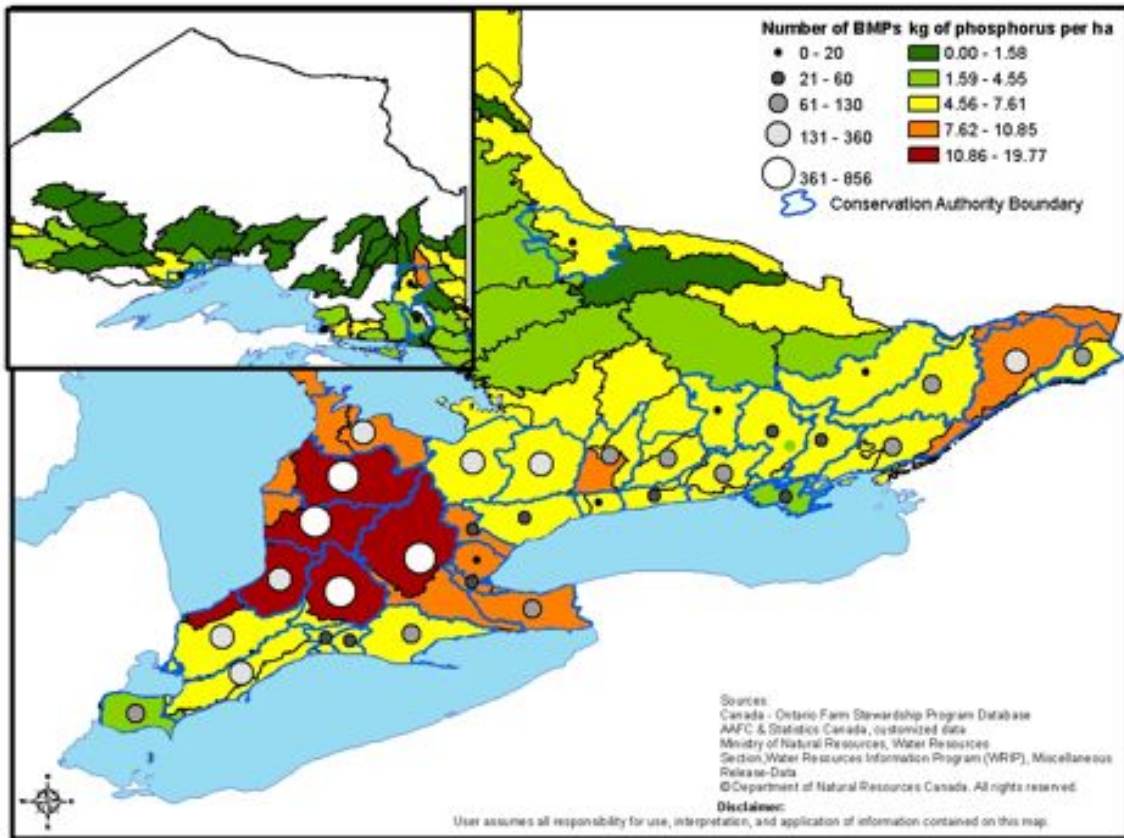 Number of BMPs kg of phosphorus per ha
0 - 20 0.00 - 1.58
21 - 60 1.59 - 4.55
61 - 130 4.56 - 7.61
131 - 360 7.62 - 10.85
361 - 856 10.86 - 19.77
Conservation Authority Boundary
Sources:
Canada - Ontario Farm Stewardship Program Database
AAFC & Statistics Canada, customized data
Ministry of Natural Resources, Water Resources
Section,Water Resources Information Program (WRIP), Miscellaneous
Release-Data
©Department of Natural Resources Canada. All rights reserved.
Disclaimer:
User assumes all responsibility for use, interpretation, and application of information contained on this map.